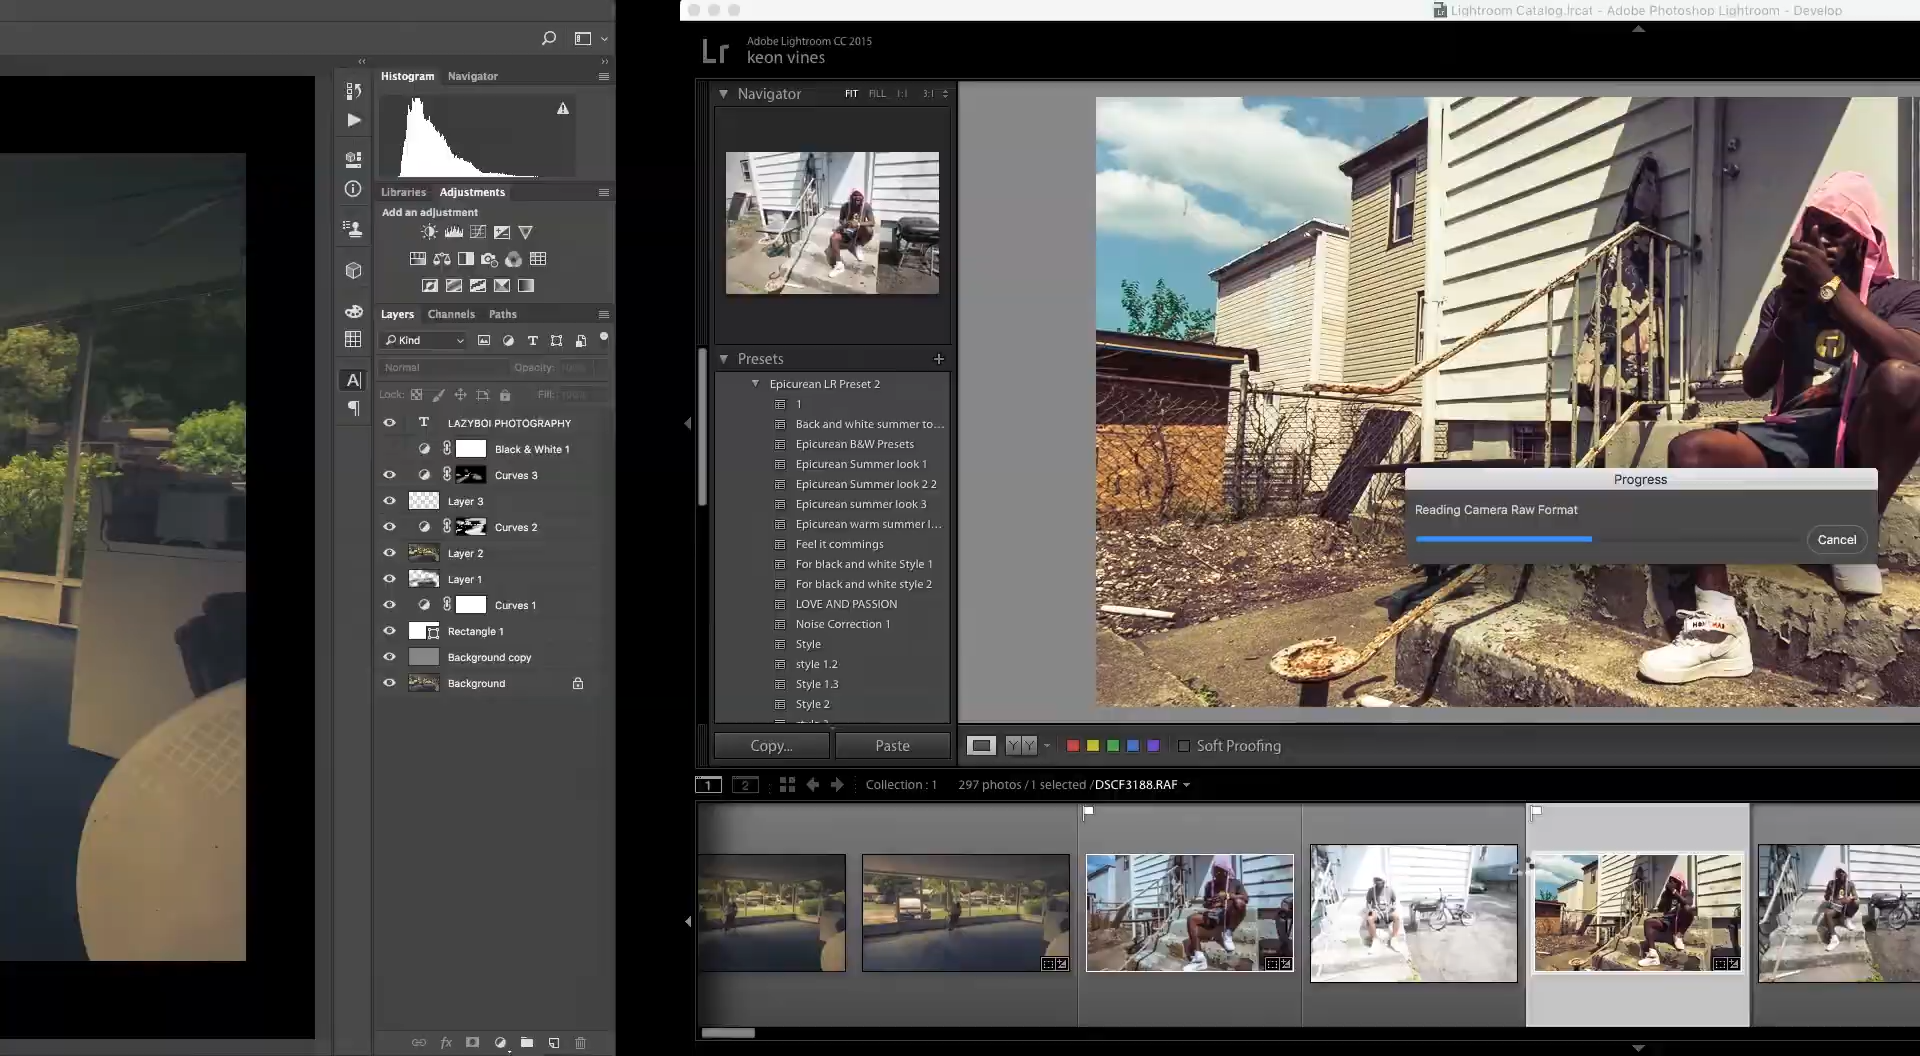 Histogram
Navigator
Libraries
Adjustments
Add an adjustment
Layers
Channels
Paths
Kind
Normal
Opacity:
Lock:
Fill:
T LAZYBOI PHOTOGRAPHY
Black & White 1
Curves 3
Layer 3
Curves 2
Layer 2
Layer 1
Curves 1
Rectangle 1
Background copy
Background
fx
Lightroom Catalog.lrcat - Adobe Photoshop Lightroom - Develop
Lr
Adobe Lightroom CC 2015
keon vines
Navigator
FIT
FILL
1:1
3:1
Presets
Epicurean LR Preset 2
1
Back and white summer to...
Epicurean B&W Presets
Epicurean Summer look 1
Epicurean Summer look 2 2
Epicurean summer look 3
Epicurean warm summer l...
Feel it commings
For black and white Style 1
For black and white style 2
LOVE AND PASSION
Noise Correction 1
Style
style 1.2
Style 1.3
Style 2
Copy...
Paste
Progress
Reading Camera Raw Format
Cancel
Soft Proofing
1
2
Collection : 1
297 photos / 1 selected / DSCF3188.RAF